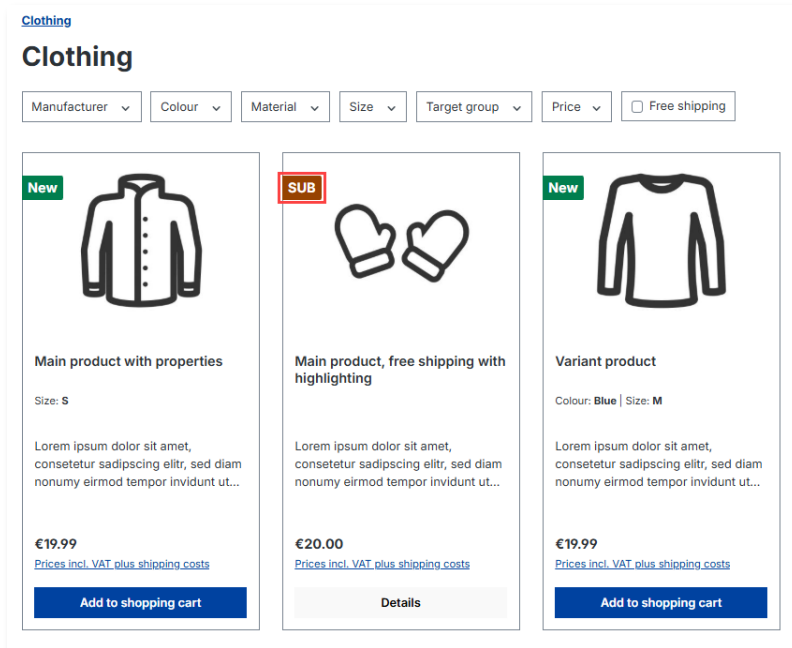 Clothing
Clothing
Manufacturer
Colour
Material
Size
Target group
Price
Free shipping
New
Main product with properties
Size: S
Lorem ipsum dolor sit amet,
consetetur sadipscing elitr, sed diam
nonumy eirmod tempor invidunt ut...
€19.99
Prices incl. VAT plus shipping costs
Add to shopping cart
SUB
Main product, free shipping with
highlighting
Lorem ipsum dolor sit amet,
consetetur sadipscing elitr, sed diam
nonumy eirmod tempor invidunt ut...
€20.00
Prices incl. VAT plus shipping costs
Details
New
Variant product
Colour: Blue | Size: M
Lorem ipsum dolor sit amet,
consetetur sadipscing elitr, sed diam
nonumy eirmod tempor invidunt ut...
€19.99
Prices incl. VAT plus shipping costs
Add to shopping cart